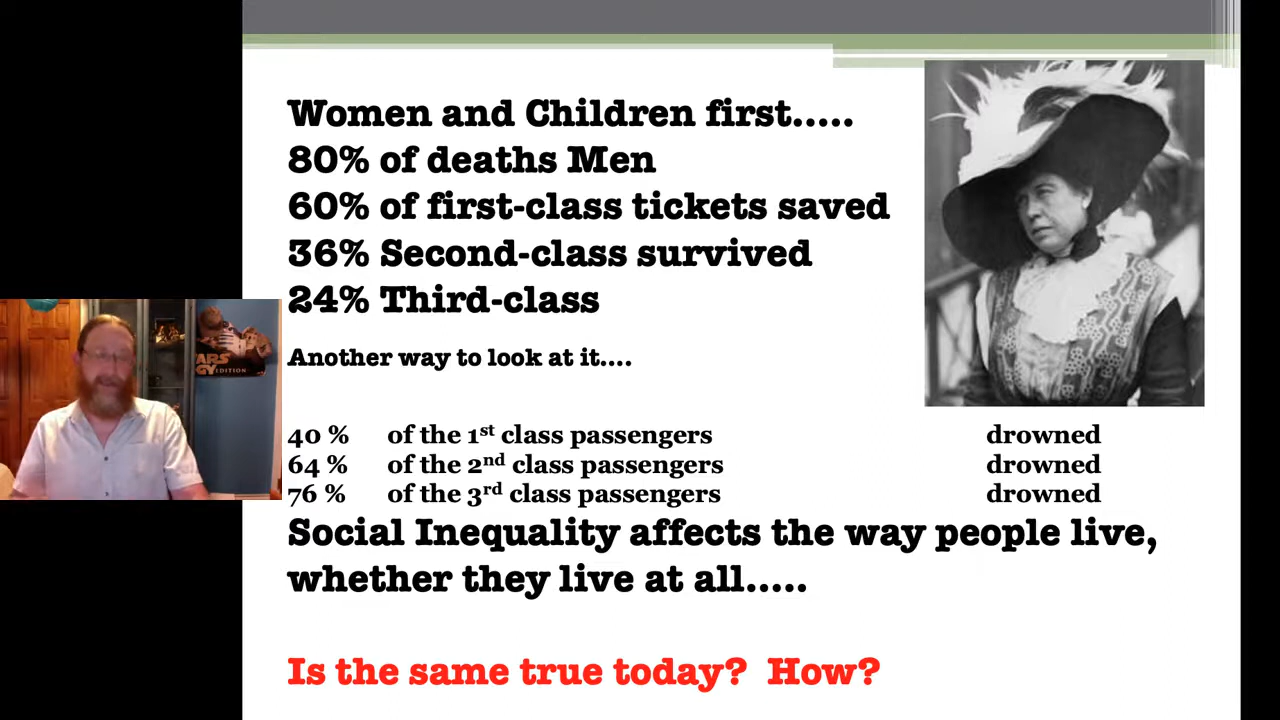 Women and Children first.....
80% of deaths Men
60% of first-class tickets saved
36% Second-class survived
24% Third-class
Another way to look at it....
40 % of the 1st class passengers drowned
64 % of the 2nd class passengers drowned
76 % of the 3rd class passengers drowned
Social Inequality affects the way people live,
whether they live at all.....
Is the same true today? How?
EDITION